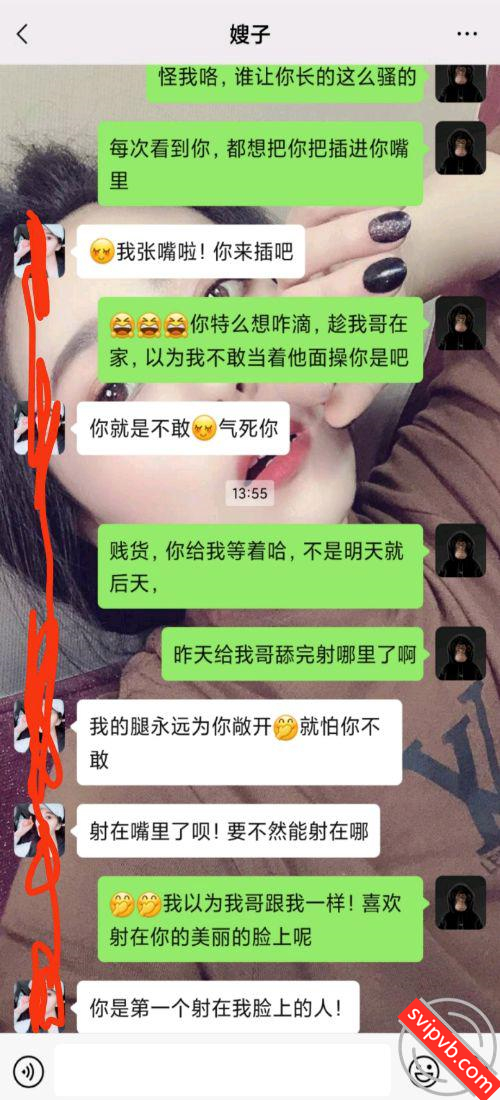 嫂子
怪我咯，谁让你长的这么骚的
每次看到你，都想把你把插进你嘴
里
我张嘴啦！你来插吧
你特么想咋滴，趁我哥在
家，以为我不敢当着他面操你是吧
你就是不敢气死你
13:55
贱货，你给我等着哈，不是明天就
后天，
昨天给我哥舔完射哪里了啊
我的腿永远为你敞开就怕你不
敢
射在嘴里了呗！要不然能射在哪
我以为我哥跟我一样！喜欢
射在你的美丽的脸上呢
你是第一个射在我脸上的人！
svipvb.com